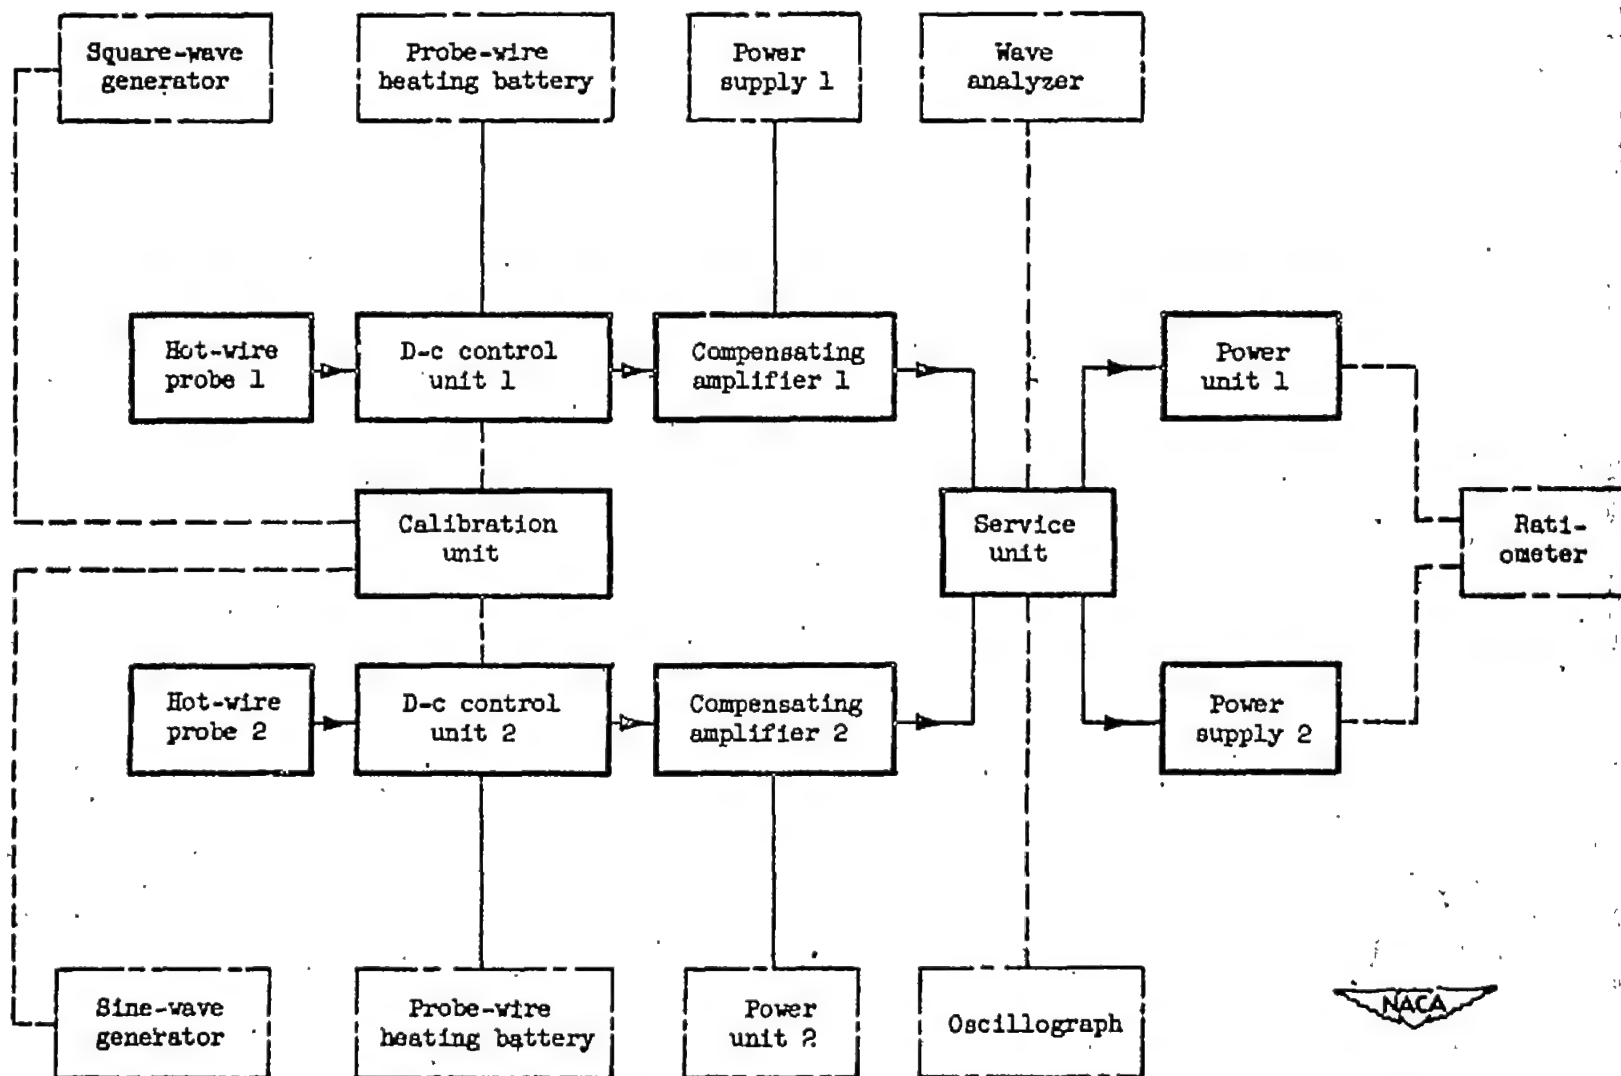 Square-wave
generator
Probe-wire
heating battery
Power
supply 1
Wave
analyzer
Hot-wire
probe 1
D-c control
unit 1
Compensating
amplifier 1
Power
unit 1
Calibration
unit
Service
unit
Rati-
ometer
Hot-wire
probe 2
D-c control
unit 2
Compensating
amplifier 2
Power
supply 2
Sine-wave
generator
Probe-wire
heating battery
Power
unit 2
Oscillograph
NACA